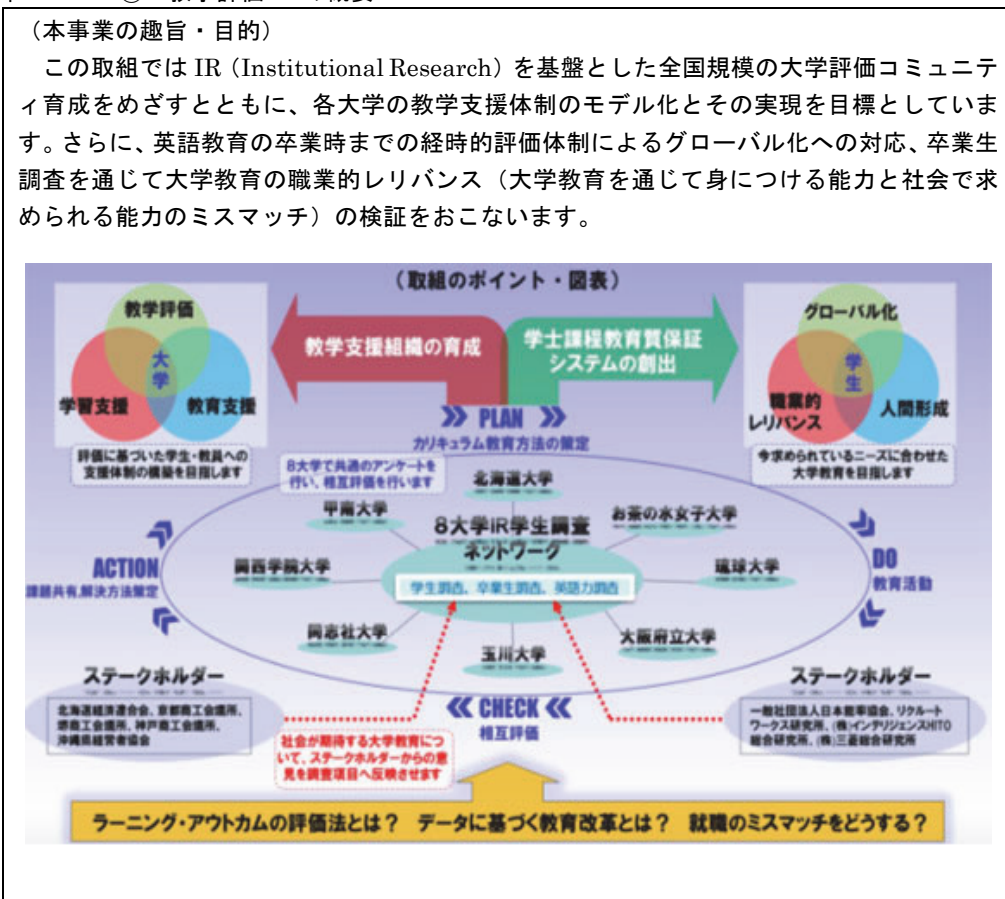 （本事業の趣旨・目的）
この取組では IR（Institutional Research）を基盤とした全国規模の大学評価コミュニテ
ィ育成をめざすとともに、各大学の教学支援体制のモデル化とその実現を目標としていま
す。さらに、英語教育の卒業時までの経時的評価体制によるグローバル化への対応、卒業生
調査を通じて大学教育の職業的レリバンス（大学教育を通じて身につける能力と社会で求
められる能力のミスマッチ）の検証をおこないます。
（取組のポイント・図表）
教学評価
大学
学習支援
教育支援
評価に基づいた学生・教員への
支援体制の構築を目指します
教学支援組織の育成
学士課程教育質保証
システムの創出
グローバル化
学生
職業的
レリバンス
人間形成
今求められているニーズに合わせた
大学教育を目指します
PLAN
カリキュラム教育方法の策定
8大学で共通のアンケートを
行い、相互評価を行います
北海道大学
甲南大学
お茶の水女子大学
8大学IR学生調査
ネットワーク
関西学院大学
琉球大学
学生調査、卒業生調査、英語力調査
同志社大学
大阪府立大学
玉川大学
ACTION
課題共有,解決方法策定
DO
教育活動
CHECK
相互評価
ステークホルダー
北海道経済連合会、京都商工会議所、
堺商工会議所、神戸商工会議所、
沖縄県経営者協会
ステークホルダー
一般社団法人日本能率協会、リクルート
ワークス研究所、(株)インテリジェンスHITO
総合研究所、(株)三菱総合研究所
社会が期待する大学教育につ
いて、ステークホルダーからの意
見を調査項目へ反映させます
ラーニング・アウトカムの評価法とは？ データに基づく教育改革とは？ 就職のミスマッチをどうする？